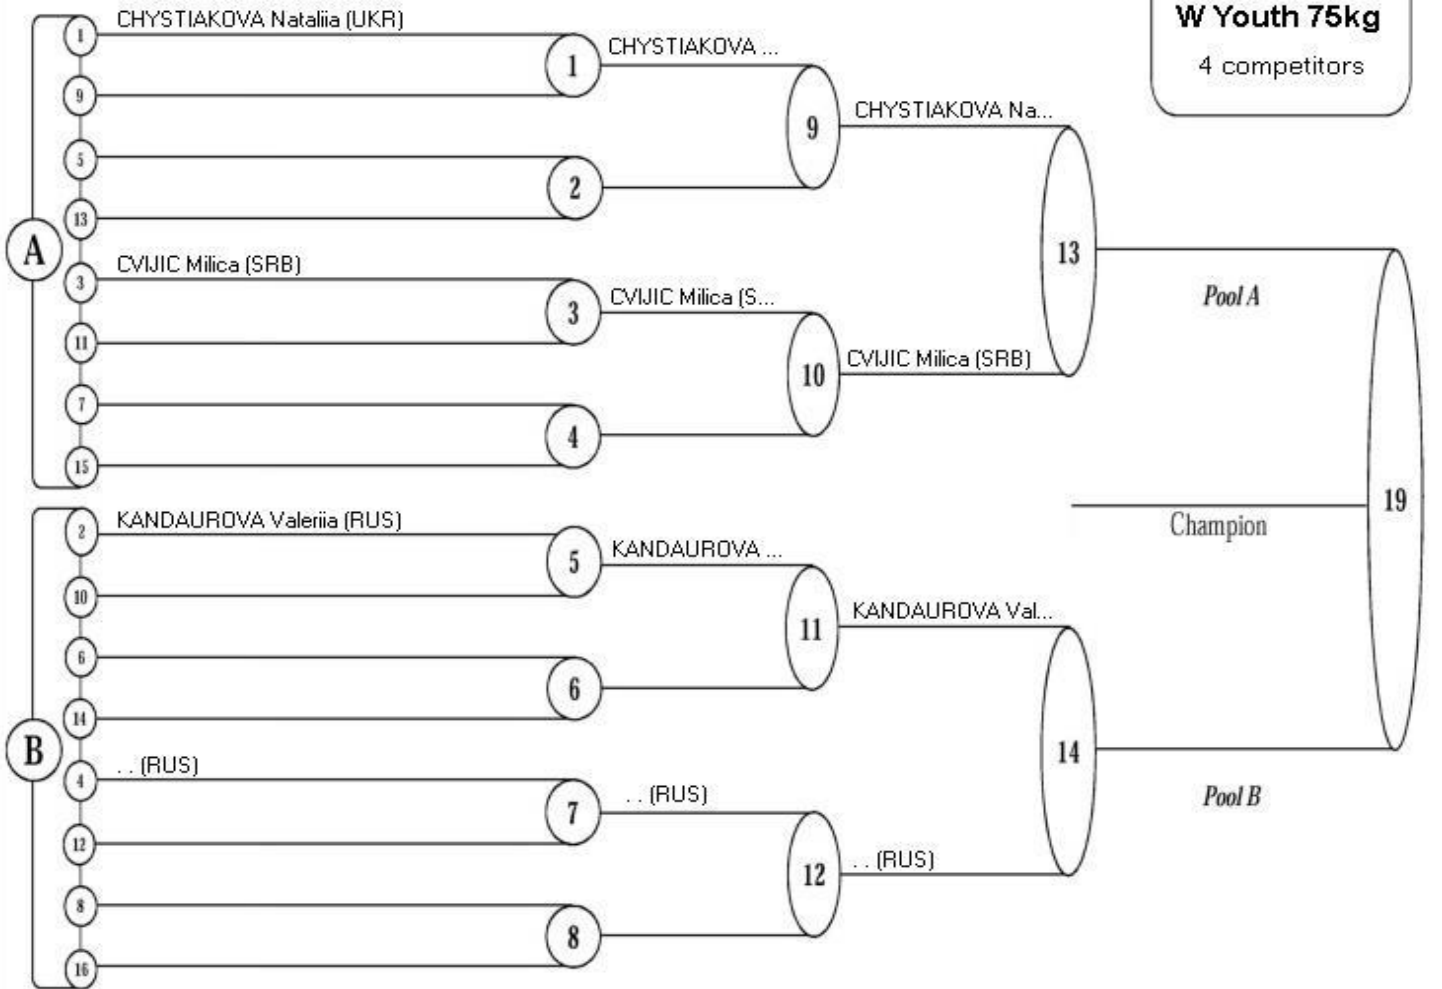 W Youth 75kg
4 competitors
A
1
CHYSTIAKOVA Nataliia (UKR)
9
5
13
3
CVIJIC Milica (SRB)
11
7
15
B
2
KANDAUROVA Valeriia (RUS)
10
6
14
4
. . (RUS)
12
8
16
1
2
3
4
5
6
7
8
CHYSTIAKOVA ...
CVIJIC Milica (S...
KANDAUROVA ...
. . (RUS)
9
10
11
12
CHYSTIAKOVA Na...
CVIJIC Milica (SRB)
KANDAUROVA Val...
. . (RUS)
13
14
Pool A
Champion
Pool B
19